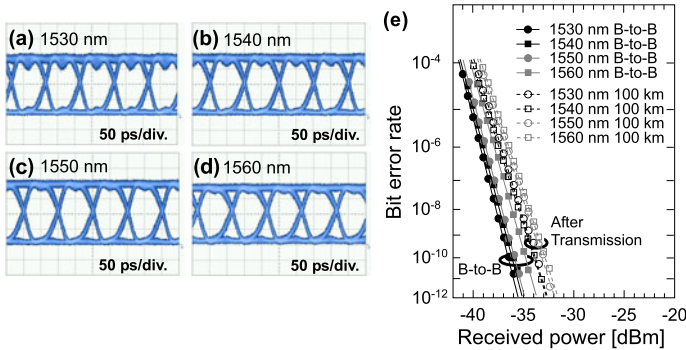 (a) 1530 nm
50 ps/div.
(b) 1540 nm
50 ps/div.
(c) 1550 nm
50 ps/div.
(d) 1560 nm
50 ps/div.
(e)
1530 nm B-to-B
1540 nm B-to-B
1550 nm B-to-B
1560 nm B-to-B
1530 nm 100 km
1540 nm 100 km
1550 nm 100 km
1560 nm 100 km
Bit error rate
10⁻⁴
10⁻⁶
10⁻⁸
10⁻¹⁰
10⁻¹²
After
Transmission
B-to-B
-40 -35 -30 -25 -20
Received power [dBm]